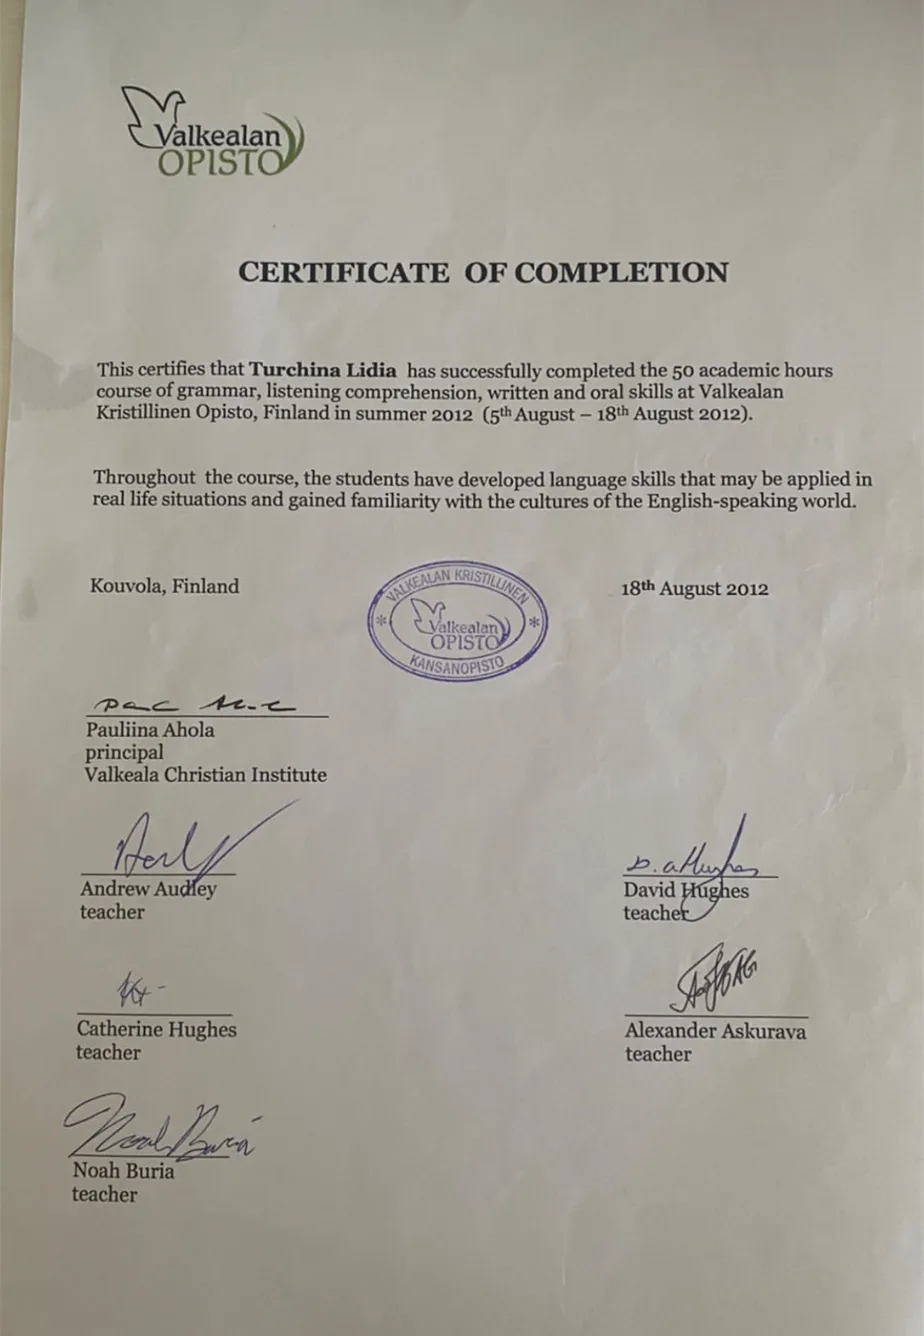 Valkealan
OPISTO
CERTIFICATE OF COMPLETION
This certifies that Turchina Lidia has successfully completed the 50 academic hours
course of grammar, listening comprehension, written and oral skills at Valkealan
Kristillinen Opisto, Finland in summer 2012 (5th August – 18th August 2012).
Throughout the course, the students have developed language skills that may be applied in
real life situations and gained familiarity with the cultures of the English-speaking world.
Kouvola, Finland
VALKEALAN KRISTILLINEN
Valkealan
OPISTO
KANSANOPISTO
18th August 2012
Pauliina Ahola
principal
Valkeala Christian Institute
Andrew Audley
teacher
D. A Hughes
David Hughes
teacher
Catherine Hughes
teacher
Alexander Askurava
teacher
Noah Buria
Noah Buria
teacher